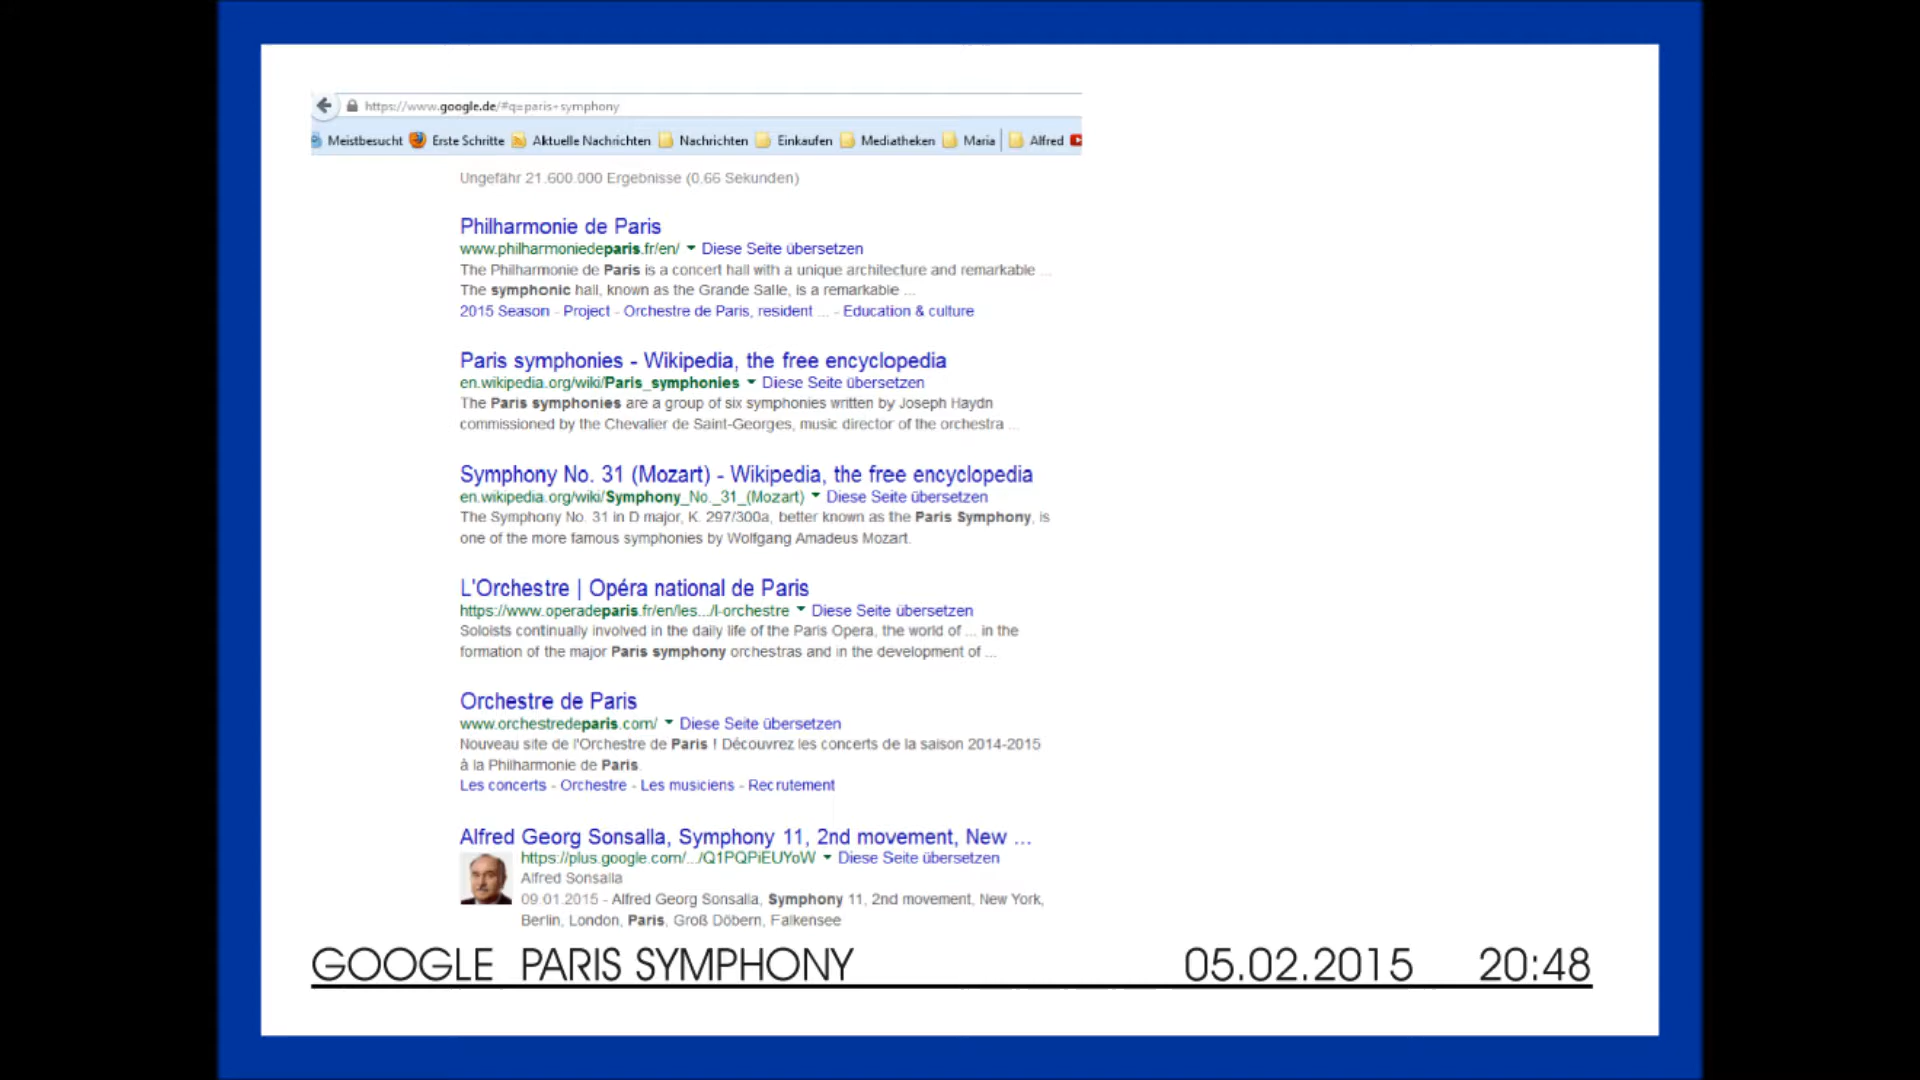 https://www.google.de/#q=paris+symphony
Meistbesucht Erste Schritte Aktuelle Nachrichten Nachrichten Einkaufen Mediatheken Maria Alfred
Ungefähr 21.600.000 Ergebnisse (0,66 Sekunden)
Philharmonie de Paris
www.philharmoniedeparis.fr/en/ Diese Seite übersetzen
The Philharmonie de Paris is a concert hall with a unique architecture and remarkable ...
The symphonic hall, known as the Grande Salle, is a remarkable ...
2015 Season - Project - Orchestre de Paris, resident ... - Education & culture
Paris symphonies - Wikipedia, the free encyclopedia
en.wikipedia.org/wiki/Paris_symphonies Diese Seite übersetzen
The Paris symphonies are a group of six symphonies written by Joseph Haydn
commissioned by the Chevalier de Saint-Georges, music director of the orchestra ...
Symphony No. 31 (Mozart) - Wikipedia, the free encyclopedia
en.wikipedia.org/wiki/Symphony_No._31_(Mozart) Diese Seite übersetzen
The Symphony No. 31 in D major, K. 297/300a, better known as the Paris Symphony, is
one of the more famous symphonies by Wolfgang Amadeus Mozart.
L'Orchestre | Opéra national de Paris
https://www.operadeparis.fr/en/les.../l-orchestre Diese Seite übersetzen
Soloists continually involved in the daily life of the Paris Opera, the world of ... in the
formation of the major Paris symphony orchestras and in the development of ...
Orchestre de Paris
www.orchestredeparis.com/ Diese Seite übersetzen
Nouveau site de l'Orchestre de Paris ! Découvrez les concerts de la saison 2014-2015
à la Philharmonie de Paris.
Les concerts - Orchestre - Les musiciens - Recrutement
Alfred Georg Sonsalla, Symphony 11, 2nd movement, New ...
https://plus.google.com/.../Q1PQPiEUYoW Diese Seite übersetzen
Alfred Sonsalla
09.01.2015 - Alfred Georg Sonsalla, Symphony 11, 2nd movement, New York,
Berlin, London, Paris, Groß Döbern, Falkensee
GOOGLE PARIS SYMPHONY 05.02.2015 20:48